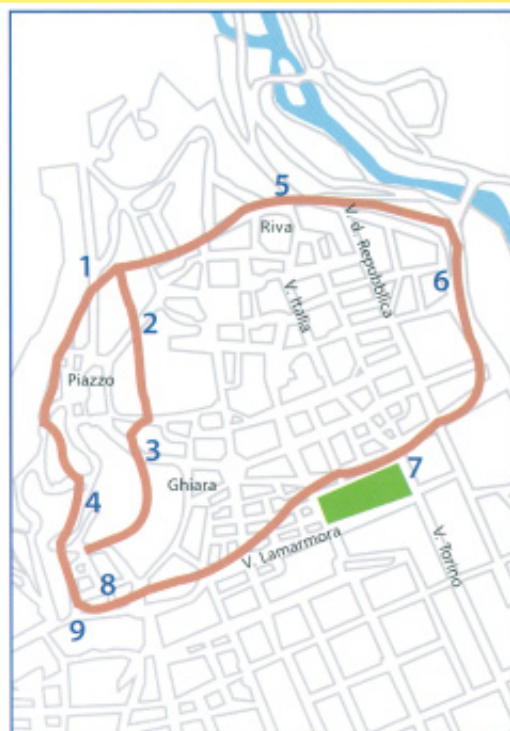 5
Riva
V. d. Repubblica
1
6
2
V. Italia
Piazzo
3
7
4
Ghiara
V. Lamarmora
V. Torino
8
9